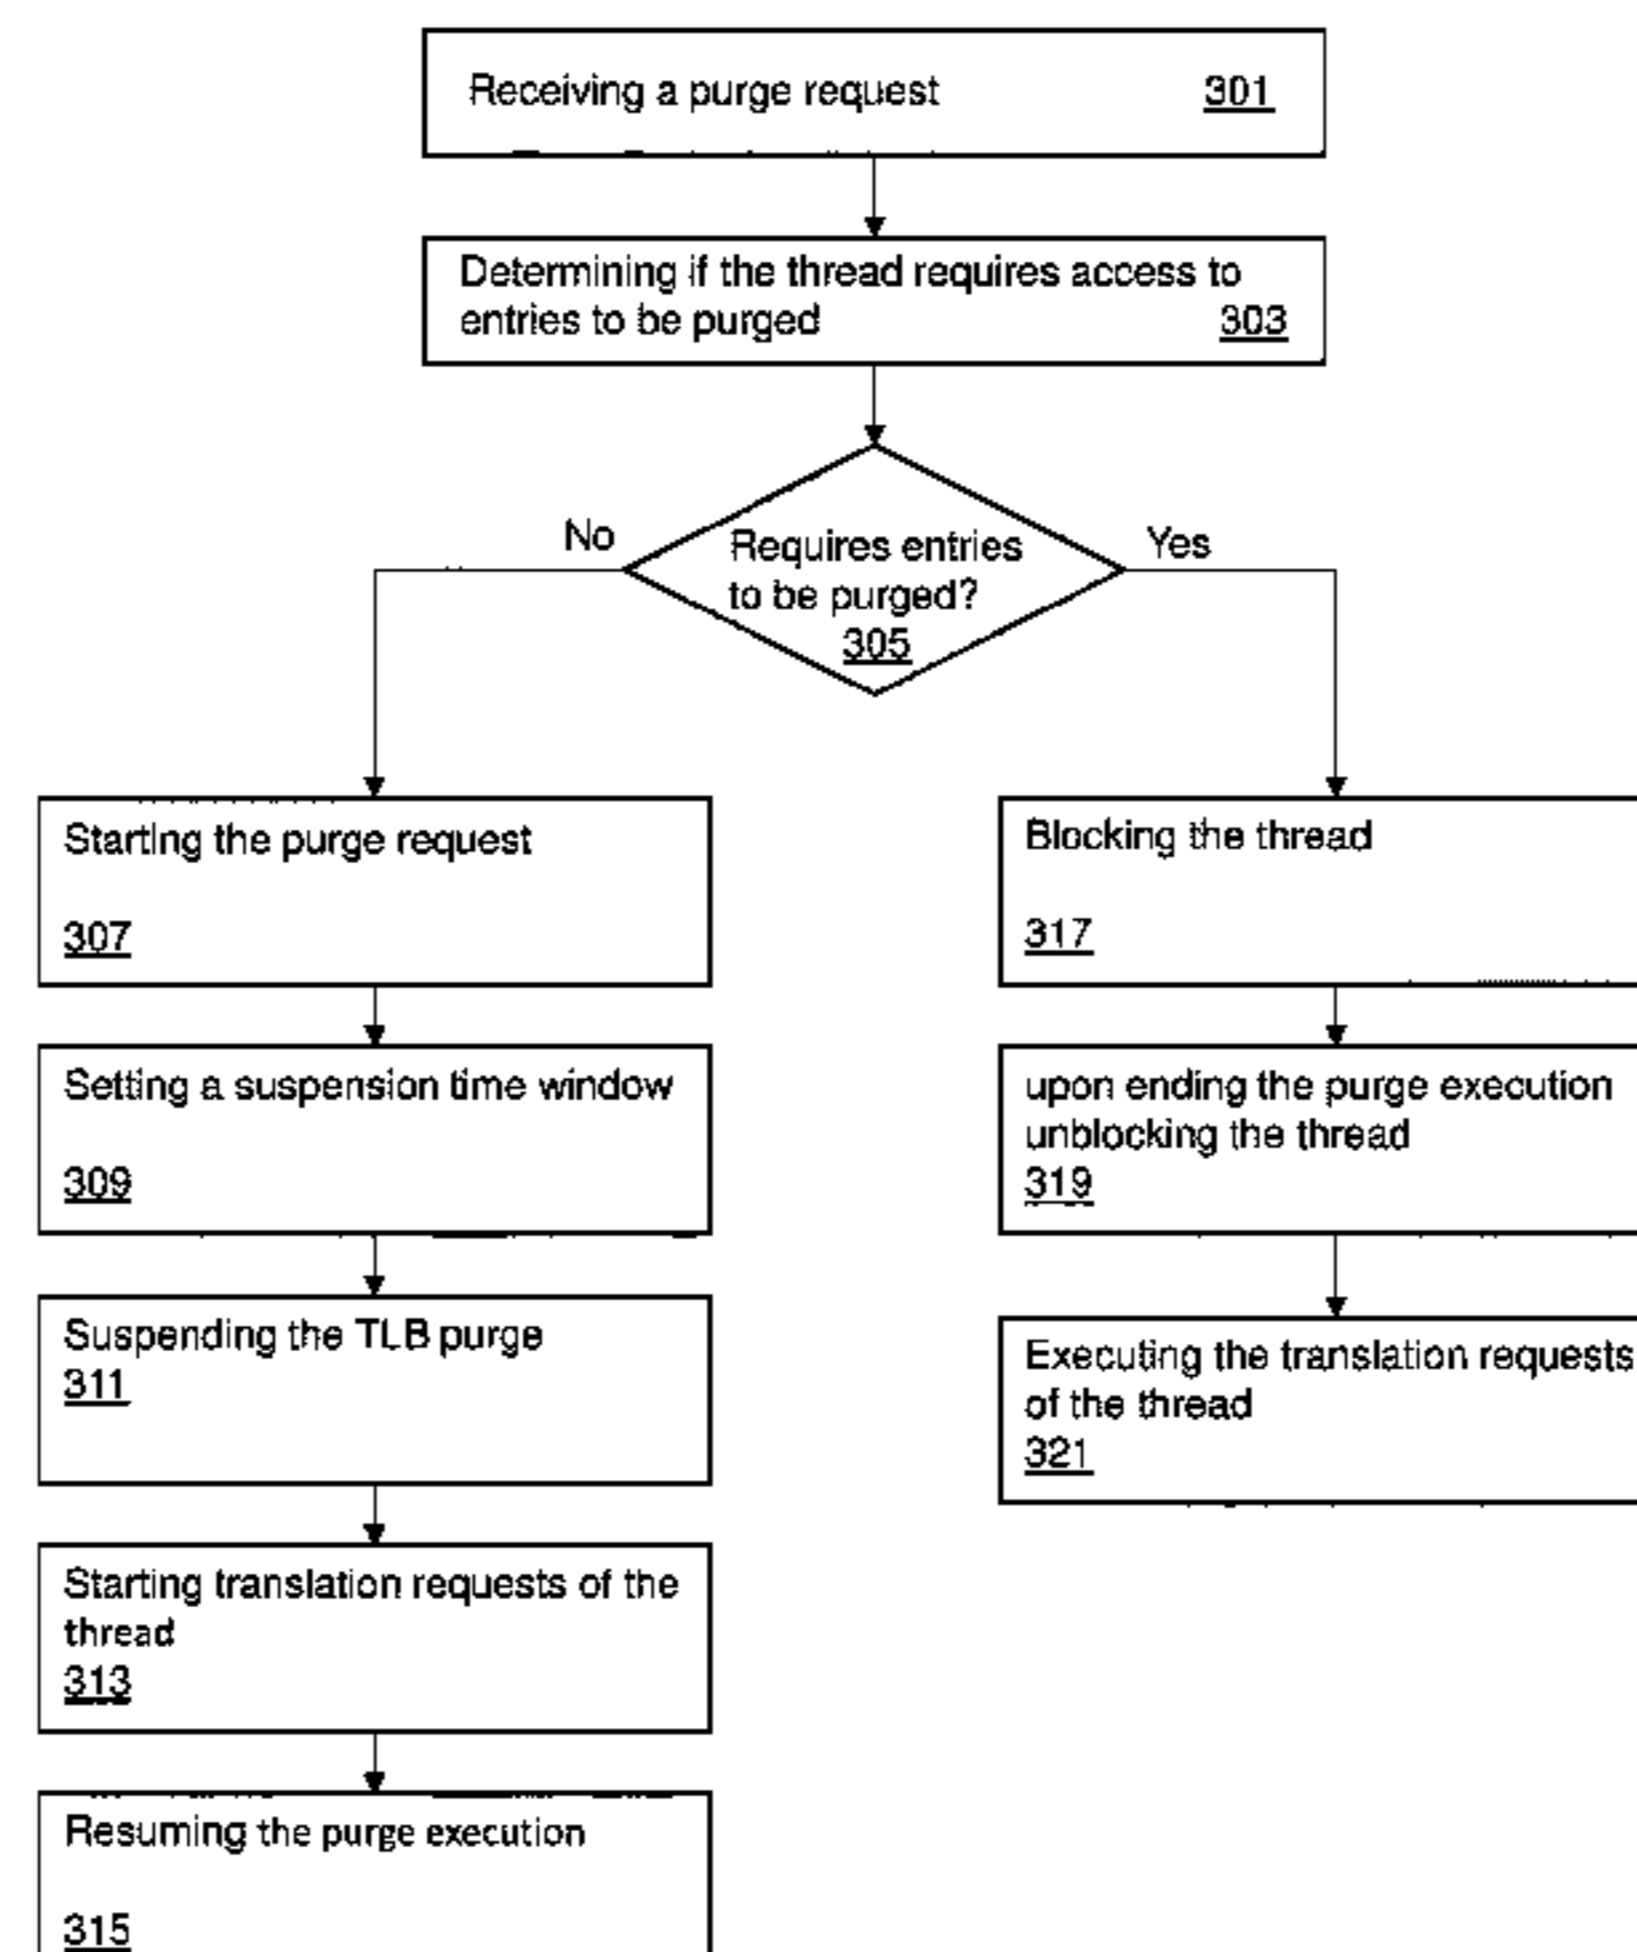 Receiving a purge request 301
Determining if the thread requires access to
entries to be purged 303
No
Yes
Requires entries
to be purged?
305
Starting the purge request
307
Setting a suspension time window
309
Suspending the TLB purge
311
Starting translation requests of the
thread
313
Resuming the purge execution
315
Blocking the thread
317
upon ending the purge execution
unblocking the thread
319
Executing the translation requests
of the thread
321